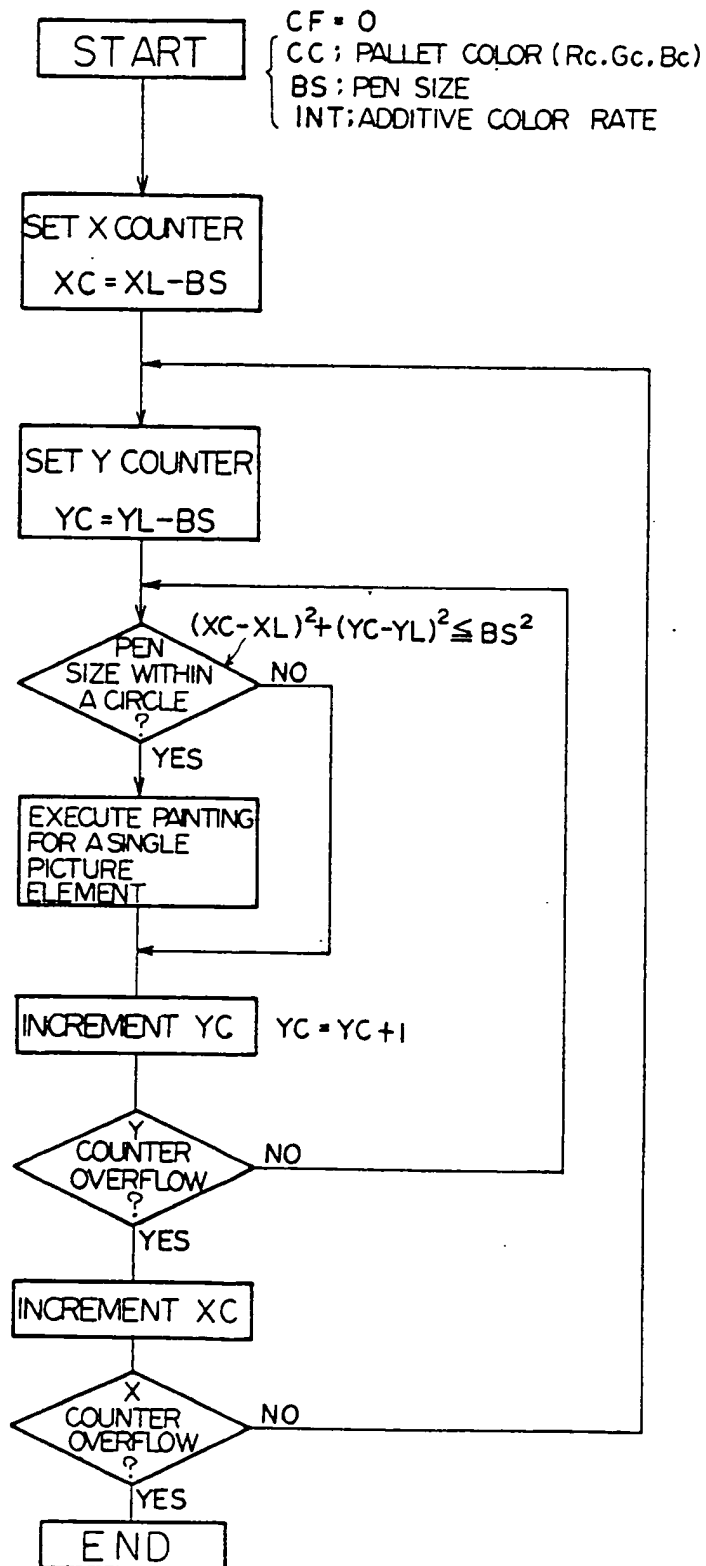 START
CF = 0
CC ; PALLET COLOR (Rc. Gc. Bc)
BS ; PEN SIZE
INT; ADDITIVE COLOR RATE
SET X COUNTER
XC = XL-BS
SET Y COUNTER
YC = YL-BS
(XC-XL)²+(YC-YL)² ≦ BS²
PEN
SIZE WITHIN
A CIRCLE
?
NO
YES
EXECUTE PAINTING
FOR A SINGLE
PICTURE
ELEMENT
INCREMENT YC
YC = YC +1
Y
COUNTER
OVERFLOW
?
NO
YES
INCREMENT XC
X
COUNTER
OVERFLOW
?
NO
YES
END